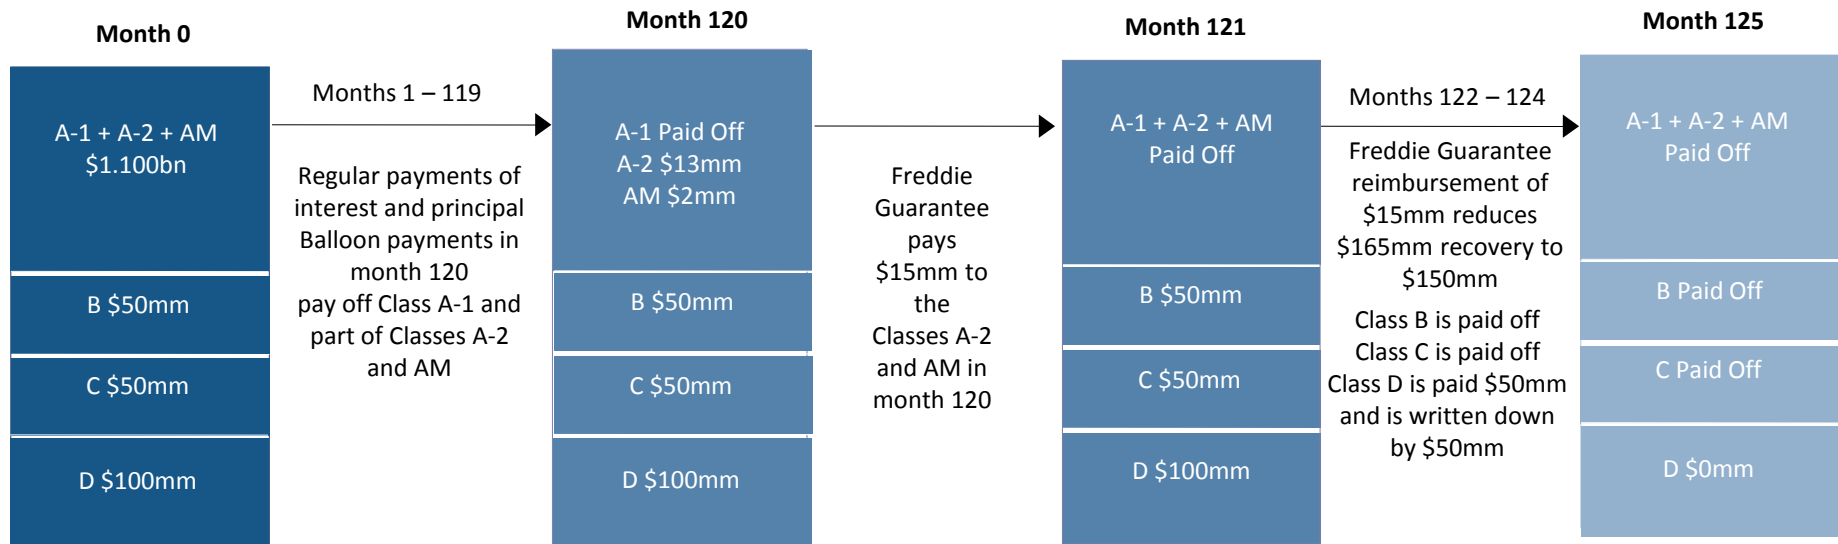 Month 0
A-1 + A-2 + AM
$1.100bn
B $50mm
C $50mm
D $100mm
Months 1 – 119
Regular payments of
interest and principal
Balloon payments in
month 120
pay off Class A-1 and
part of Classes A-2
and AM
Month 120
A-1 Paid Off
A-2 $13mm
AM $2mm
B $50mm
C $50mm
D $100mm
Freddie
Guarantee
pays
$15mm to
the
Classes A-2
and AM in
month 120
Month 121
A-1 + A-2 + AM
Paid Off
B $50mm
C $50mm
D $100mm
Months 122 – 124
Freddie Guarantee
reimbursement of
$15mm reduces
$165mm recovery to
$150mm
Class B is paid off
Class C is paid off
Class D is paid $50mm
and is written down
by $50mm
Month 125
A-1 + A-2 + AM
Paid Off
B Paid Off
C Paid Off
D $0mm